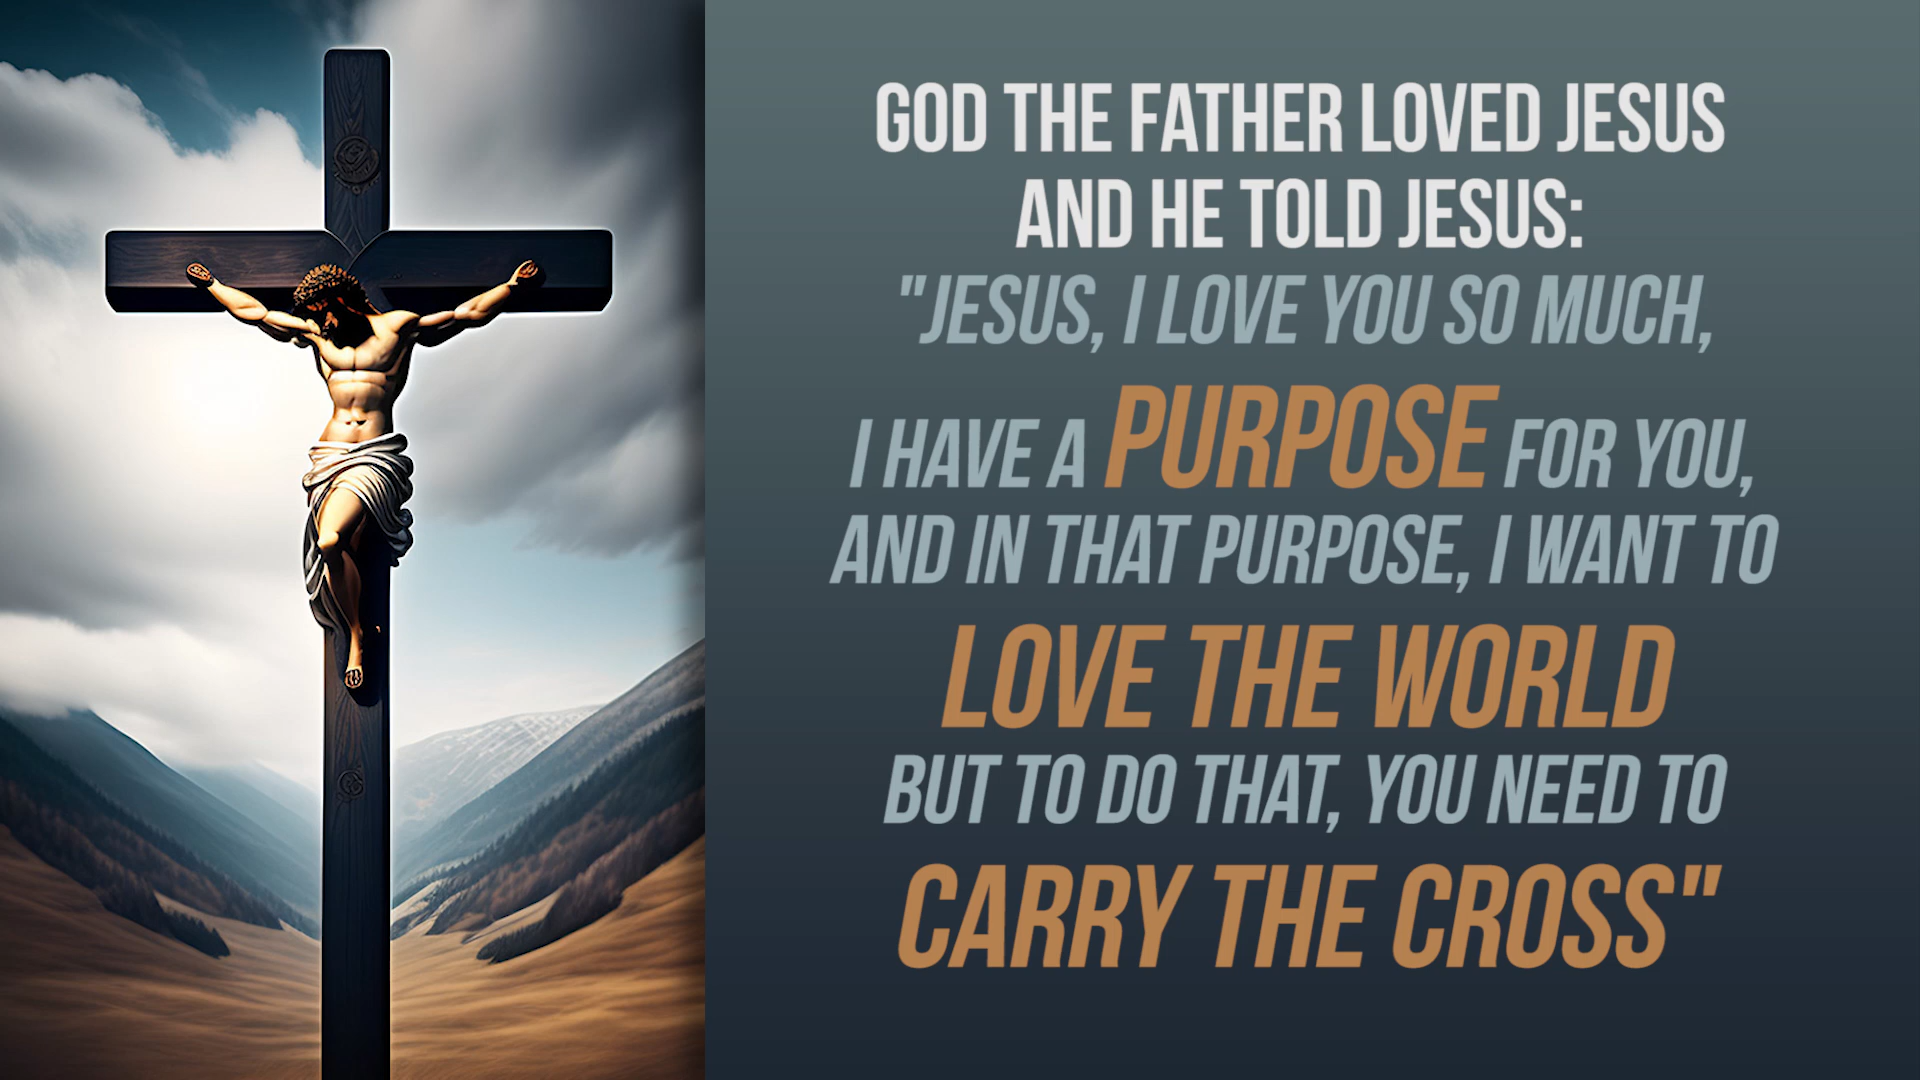 GOD THE FATHER LOVED JESUS
AND HE TOLD JESUS:
"JESUS, I LOVE YOU SO MUCH,
I HAVE A PURPOSE FOR YOU,
AND IN THAT PURPOSE, I WANT TO
LOVE THE WORLD
BUT TO DO THAT, YOU NEED TO
CARRY THE CROSS"